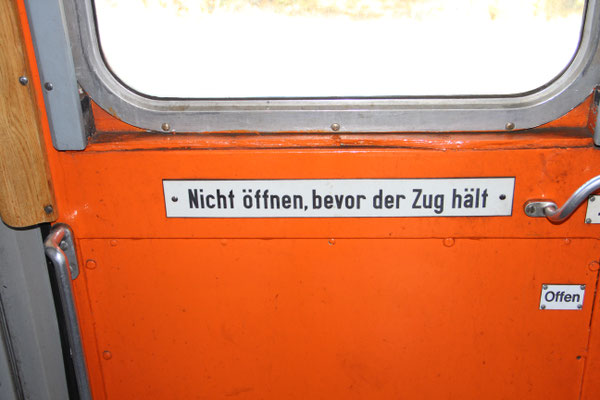 Nicht öffnen, bevor der Zug hält
Offen